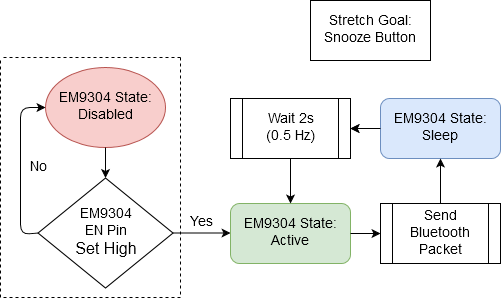 Stretch Goal:
Snooze Button
EM9304 State:
Disabled
Wait 2s
(0.5 Hz)
EM9304 State:
Sleep
No
EM9304
EN Pin
Set High
Yes
EM9304 State:
Active
Send
Bluetooth
Packet